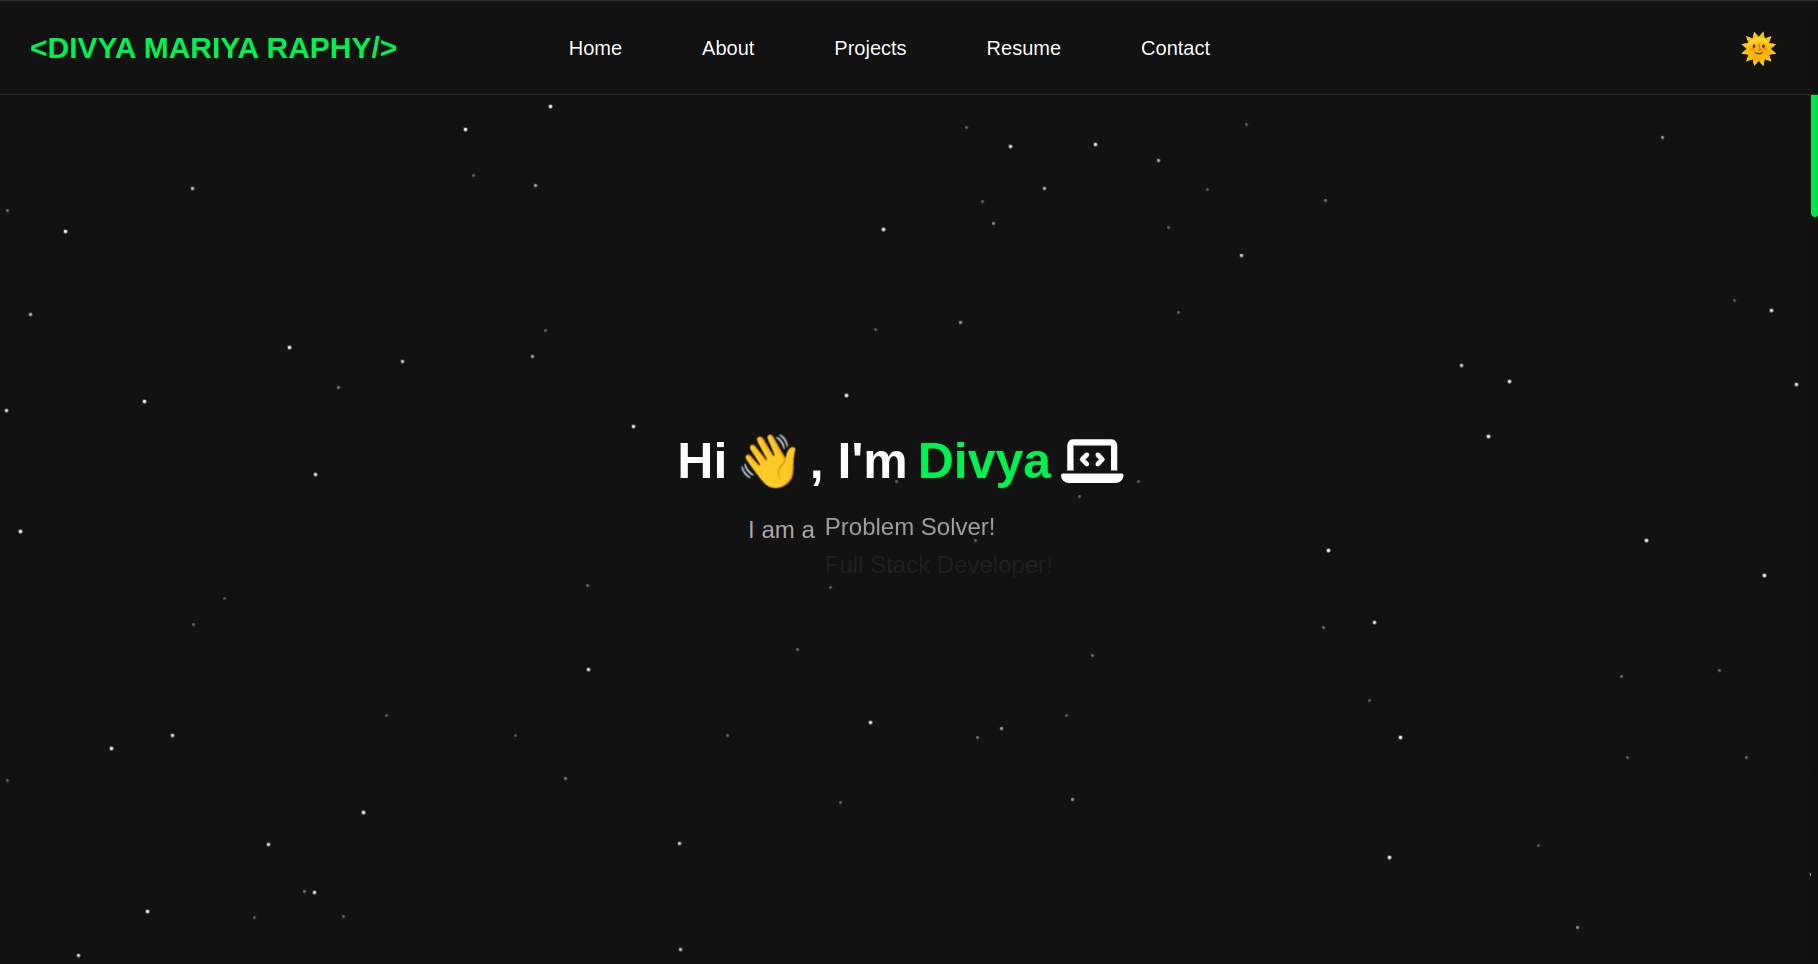 <DIVYA MARIYA RAPHY/>
Home About Projects Resume Contact
Hi 👋 , I'm Divya
I am a Problem Solver!
Full Stack Developer!